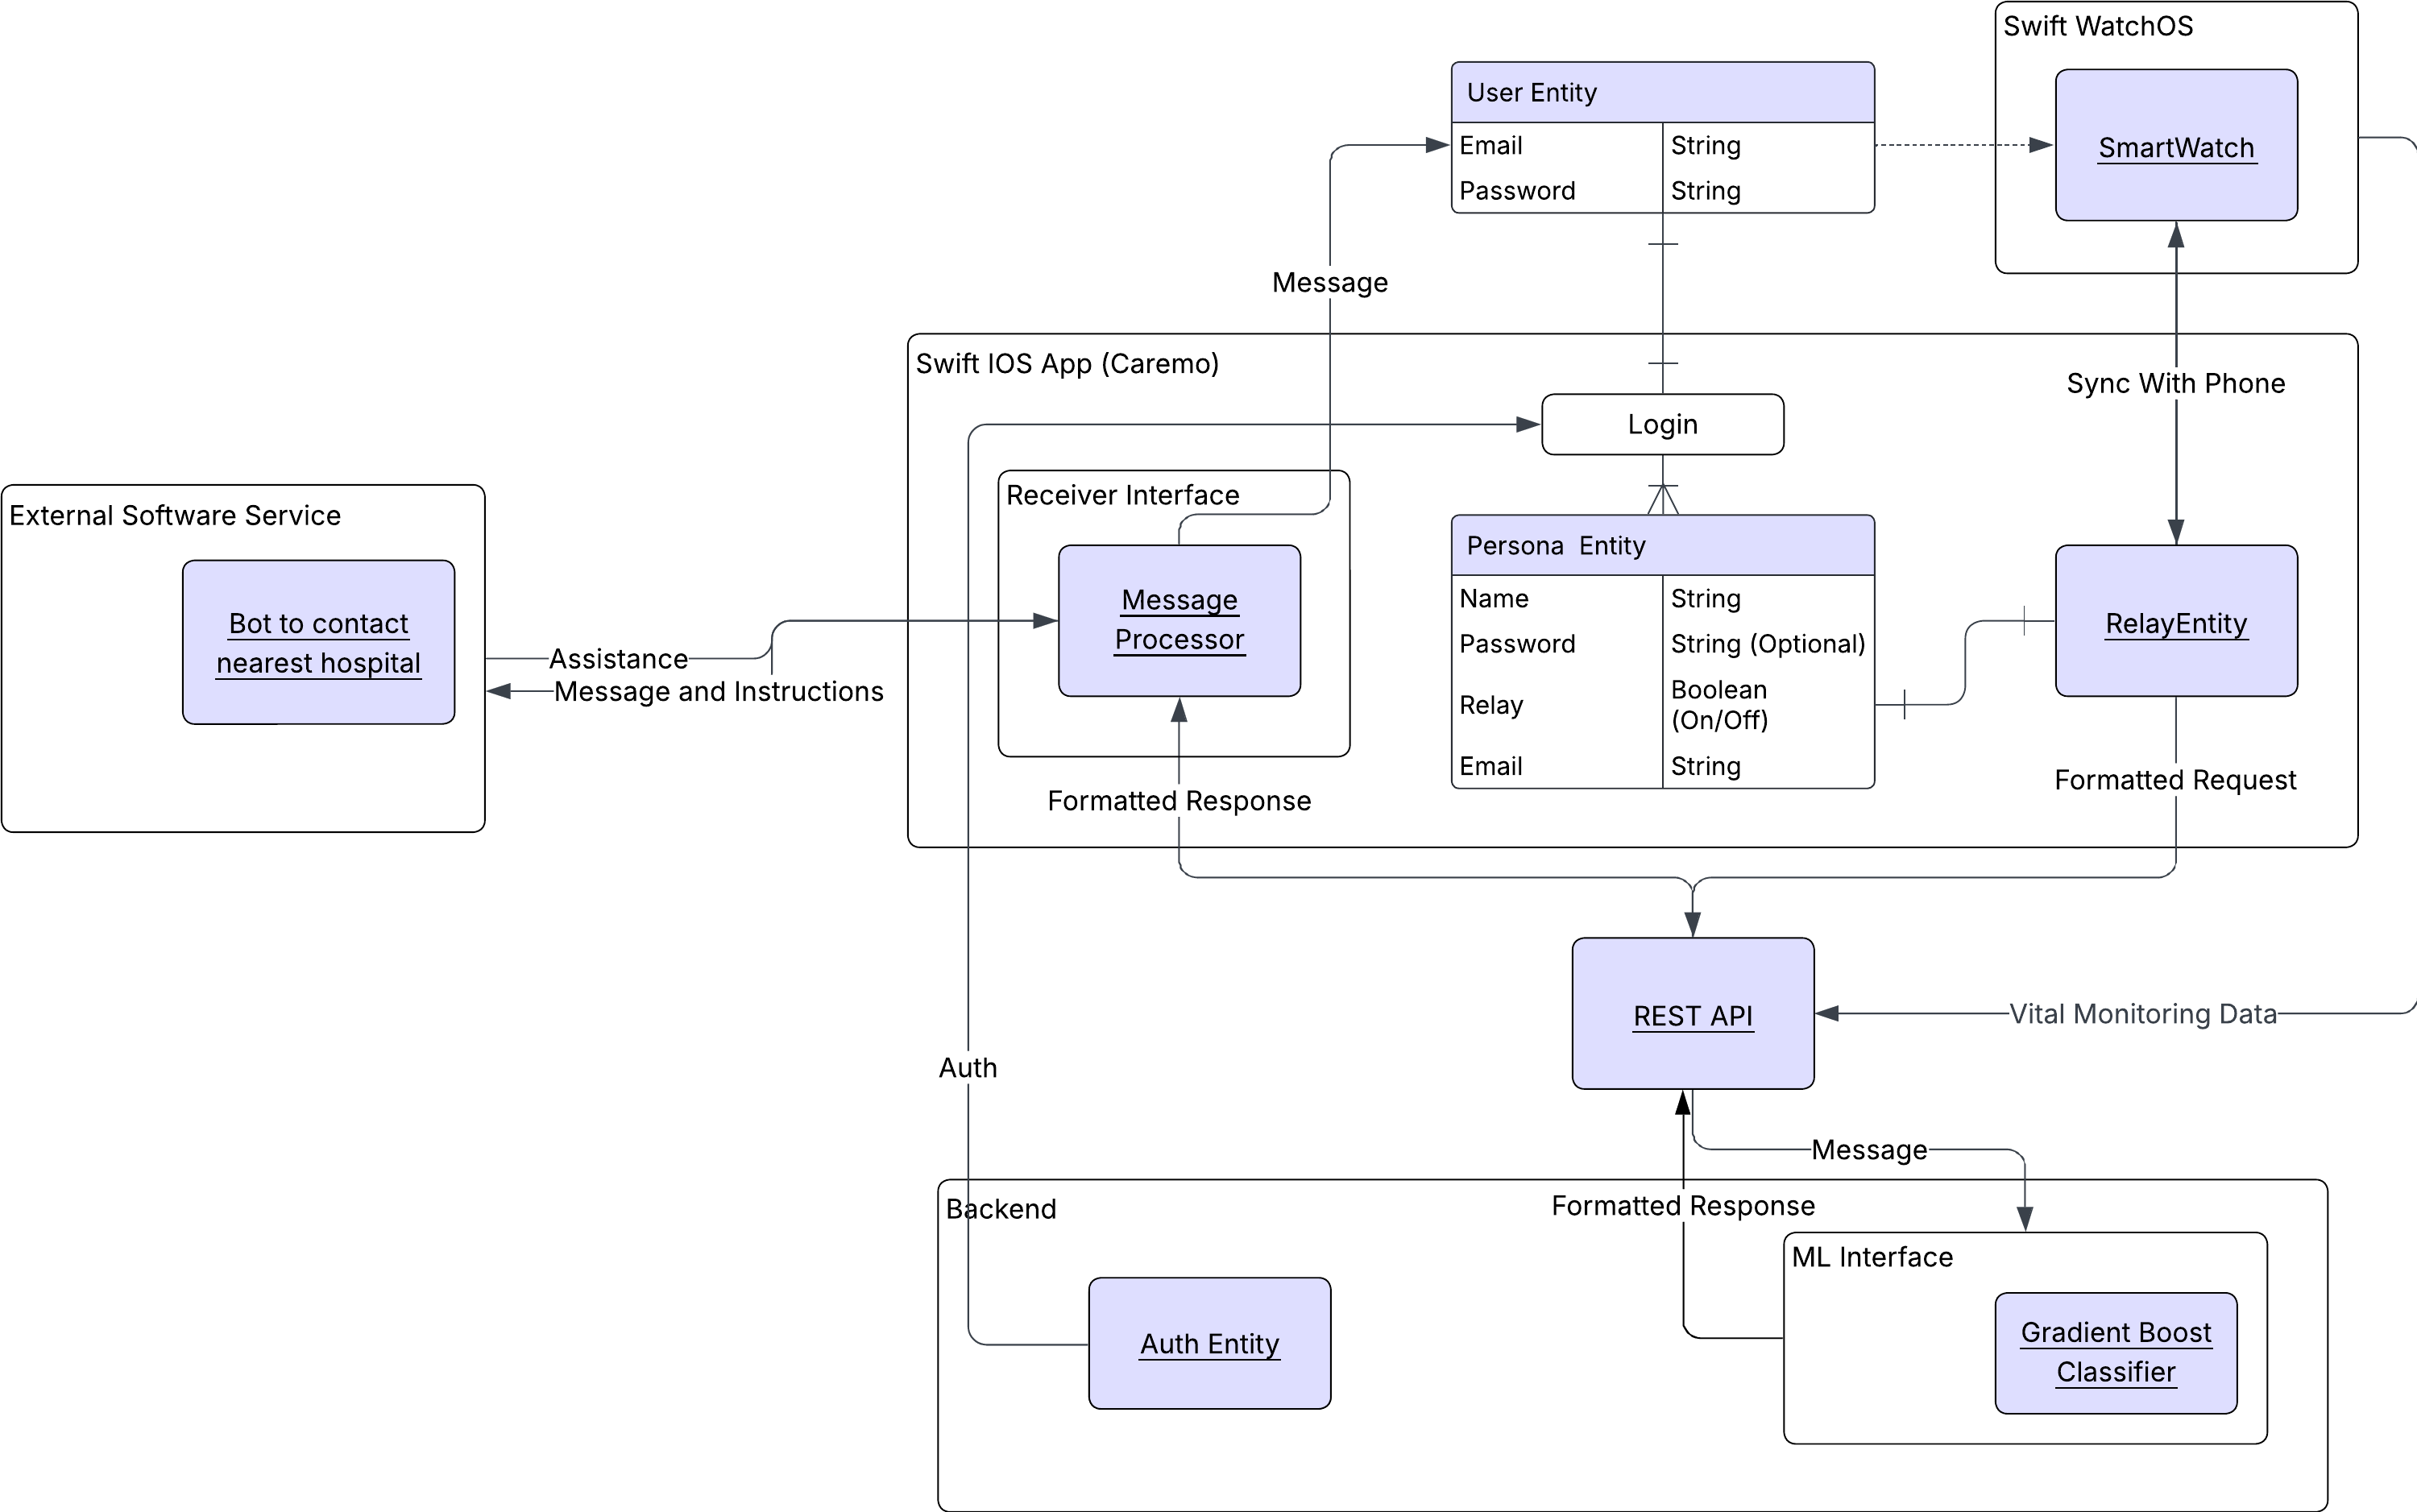 Swift WatchOS
SmartWatch
User Entity
Email String
Password String
Message
Swift IOS App (Caremo)
Sync With Phone
Login
Receiver Interface
Message
Processor
External Software Service
Bot to contact
nearest hospital
Assistance
Message and Instructions
Persona  Entity
Name String
Password String (Optional)
Relay Boolean
(On/Off)
Email String
RelayEntity
Formatted Request
Formatted Response
REST API
Vital Monitoring Data
Auth
Message
Backend
Formatted Response
ML Interface
Auth Entity
Gradient Boost
Classifier